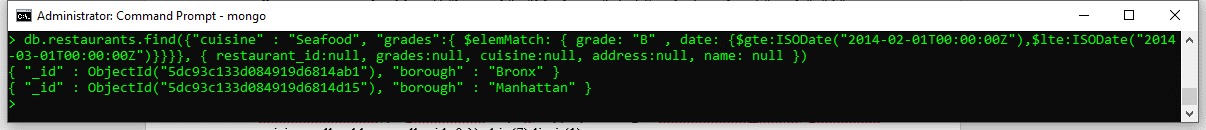 Administrator: Command Prompt - mongo
> db.restaurants.find({"cuisine" : "Seafood", "grades":{ $elemMatch: { grade: "B" , date: {$gte:ISODate("2014-02-01T00:00:00Z"),$lte:ISODate("2014
-03-01T00:00:00Z")}}}}, { restaurant_id:null, grades:null, cuisine:null, address:null, name: null })
{ "_id" : ObjectId("5dc93c133d084919d6814ab1"), "borough" : "Bronx" }
{ "_id" : ObjectId("5dc93c133d084919d6814d15"), "borough" : "Manhattan" }
>